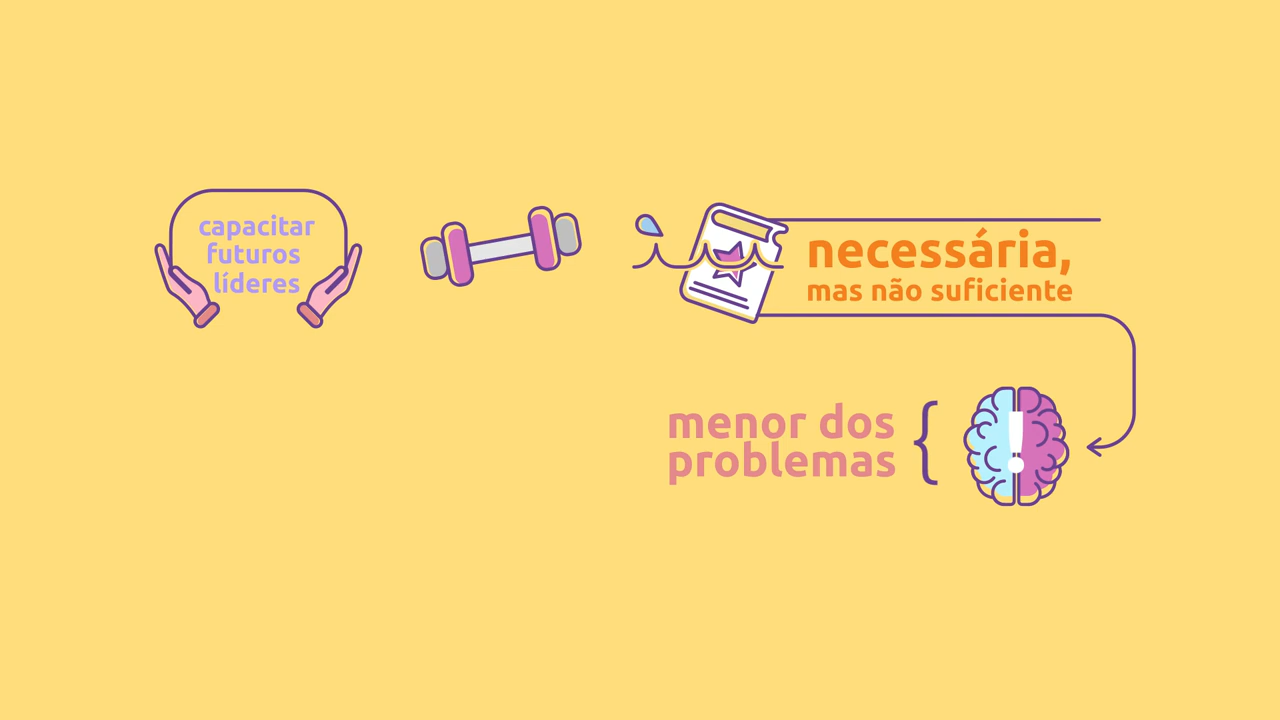 capacitar
futuros
líderes
necessária,
mas não suficiente
menor dos
problemas